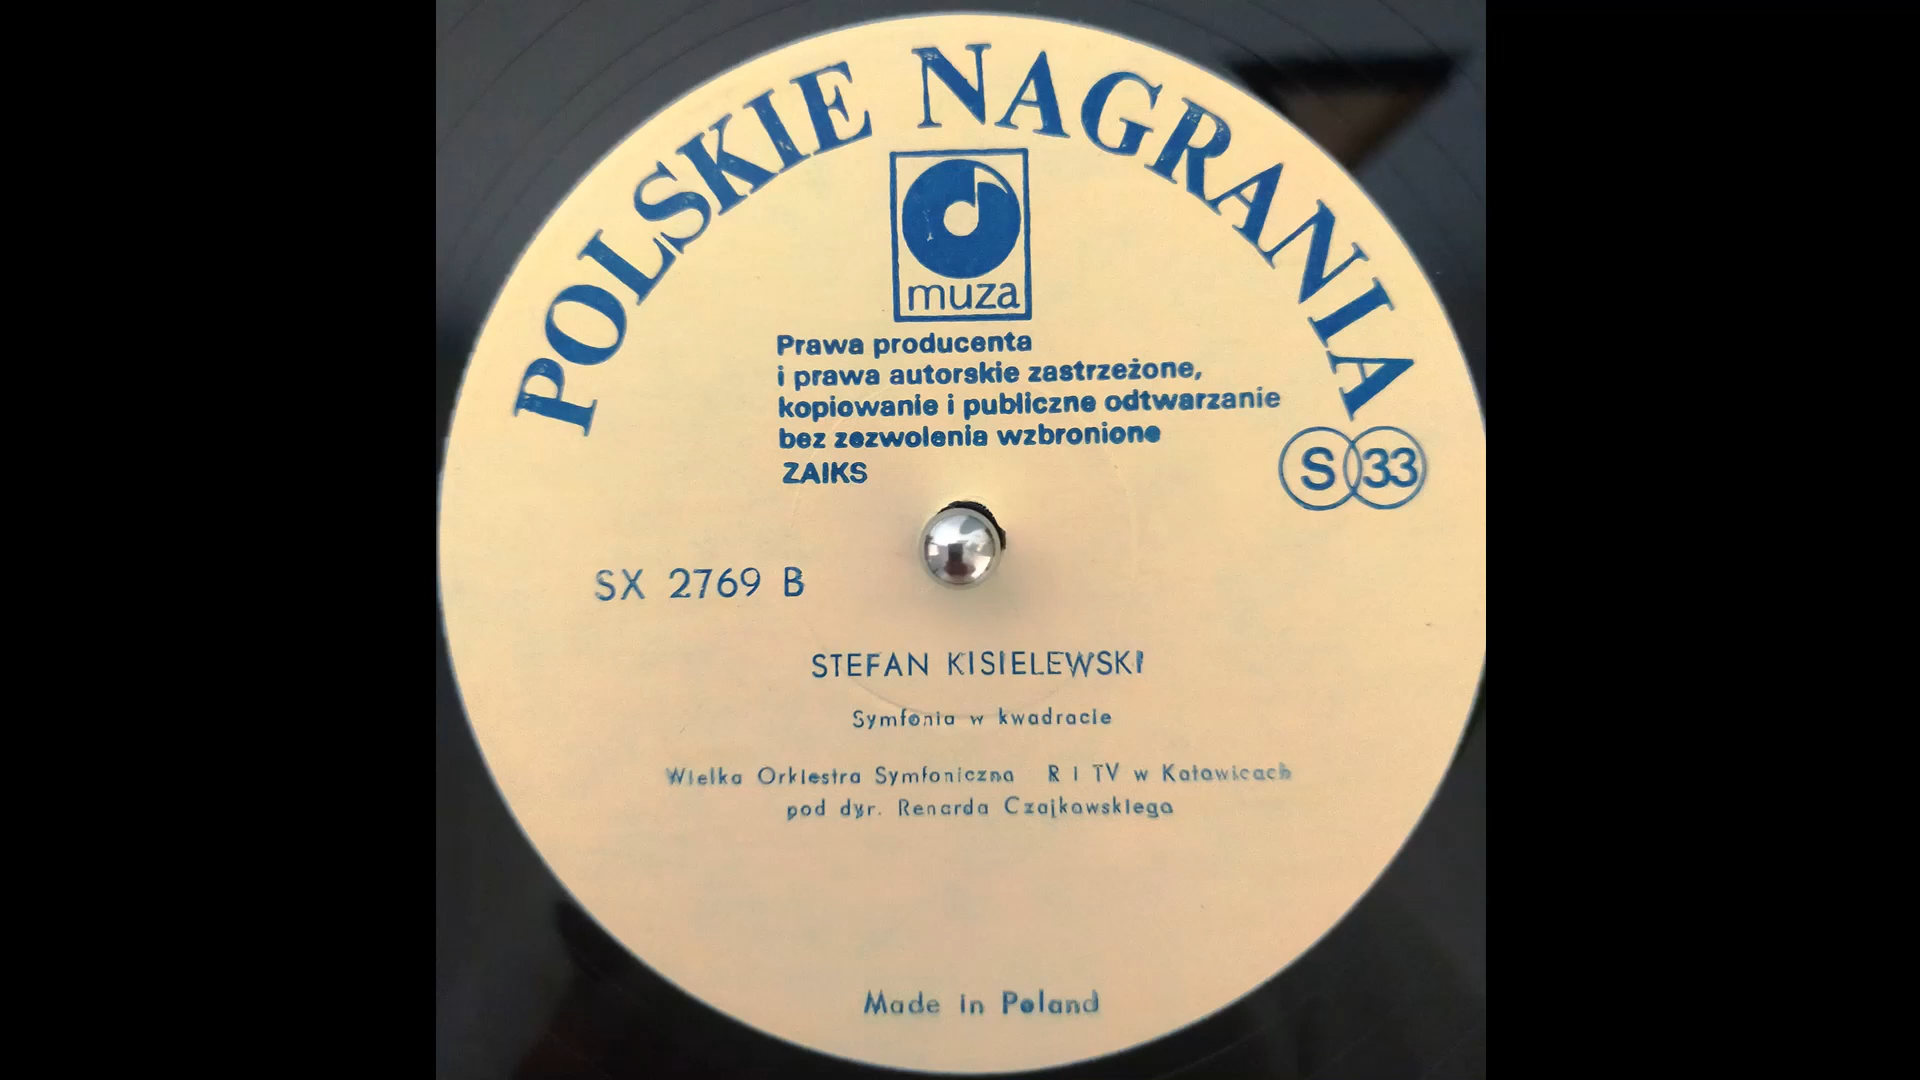 POLSKIE NAGRANIA
muza
Prawa producenta
i prawa autorskie zastrzeżone,
kopiowanie i publiczne odtwarzanie
bez zezwolenia wzbronione
ZAIKS
S 33
SX 2769 B
STEFAN KISIELEWSKI
Symfonia w kwadracie
Wielka Orkiestra Symfoniczna R i TV w Katowicach
pod dyr. Renarda Czajkowskiego
Made in Poland